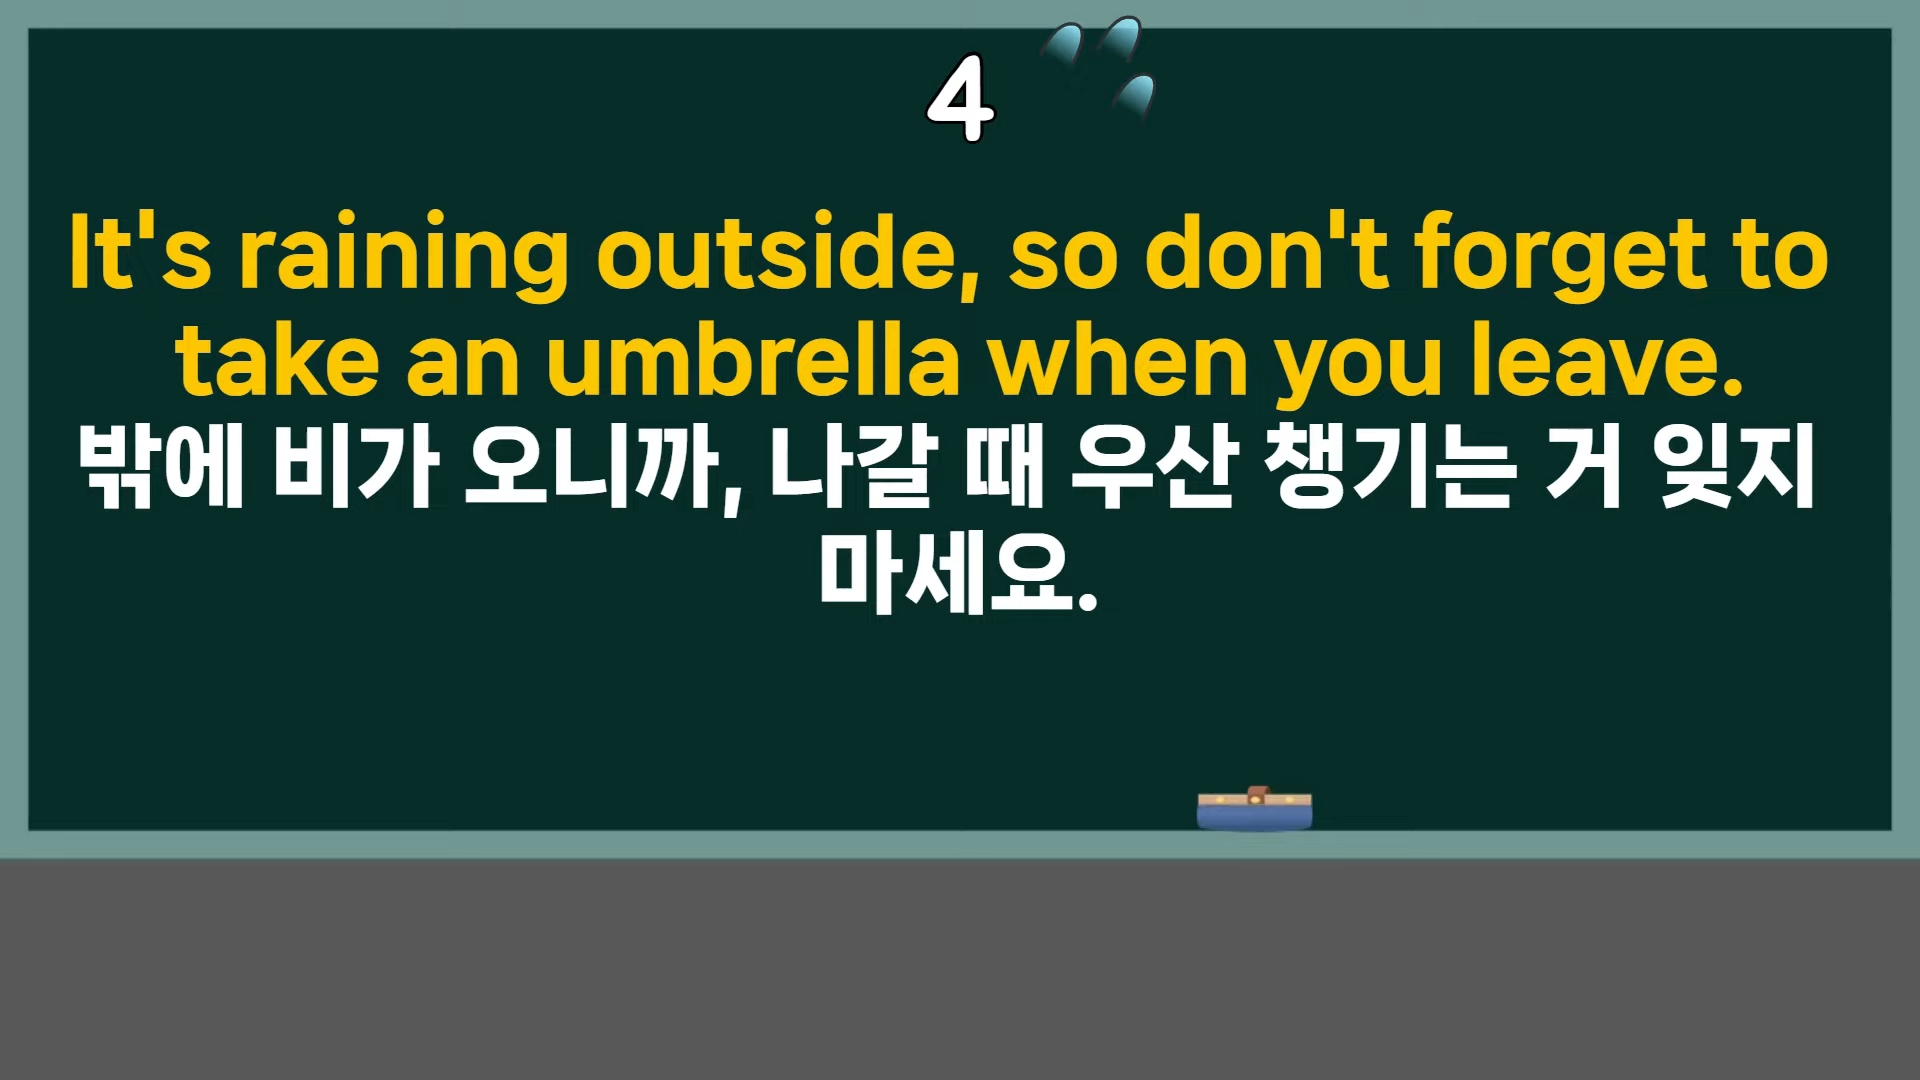 4
It's raining outside, so don't forget to
take an umbrella when you leave.
밖에 비가 오니까, 나갈 때 우산 챙기는 거 잊지
마세요.